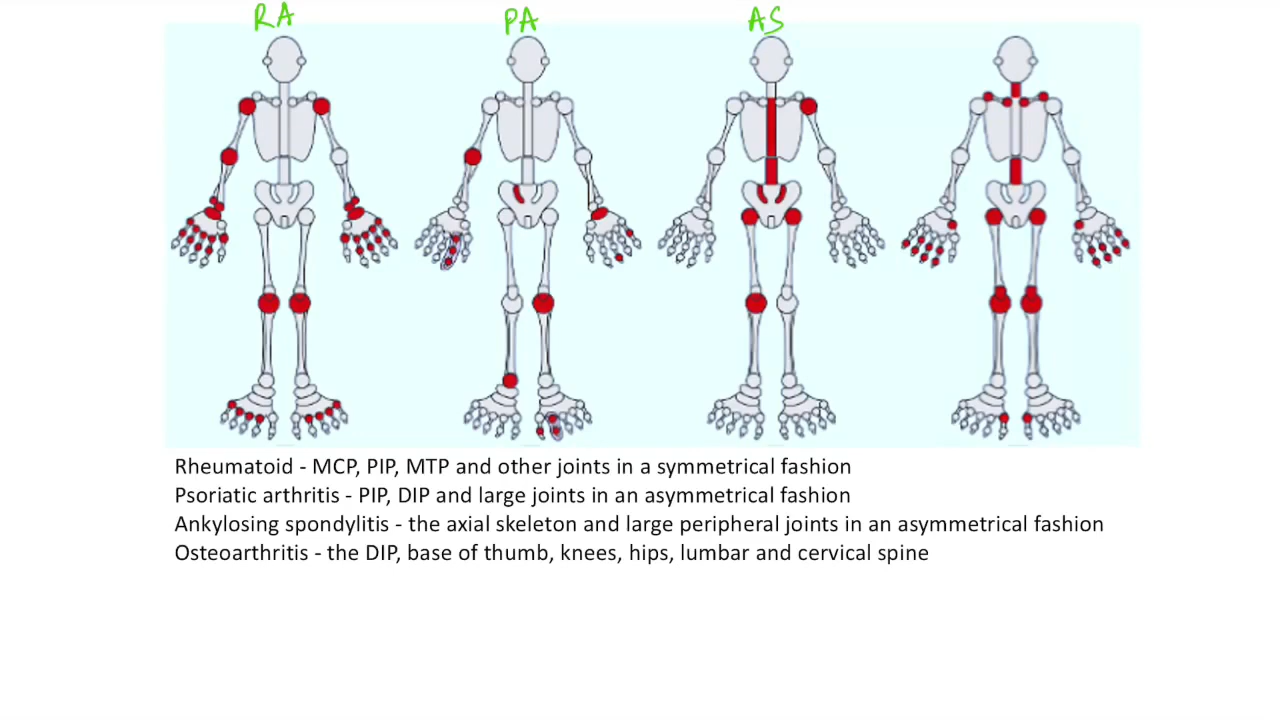 RA PA AS
Rheumatoid - MCP, PIP, MTP and other joints in a symmetrical fashion
Psoriatic arthritis - PIP, DIP and large joints in an asymmetrical fashion
Ankylosing spondylitis - the axial skeleton and large peripheral joints in an asymmetrical fashion
Osteoarthritis - the DIP, base of thumb, knees, hips, lumbar and cervical spine